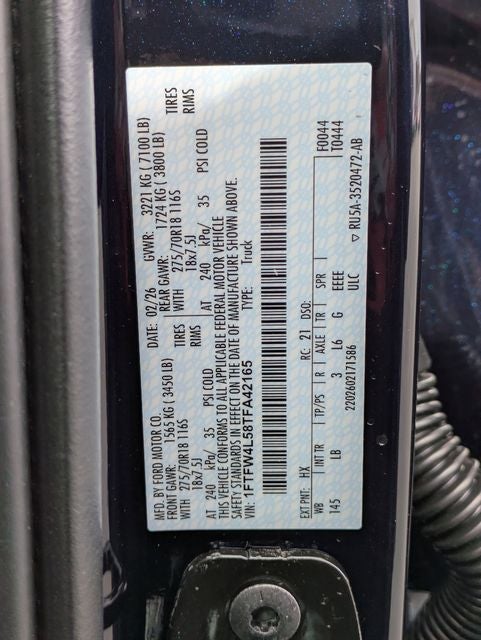 MFD. BY FORD MOTOR CO. DATE: 02/26 GVWR: 3221 KG ( 7100 LB)
FRONT GAWR: 1565 KG ( 3450 LB) REAR GAWR: 1724 KG ( 3800 LB)
WITH 275/70R18 116S TIRES WITH 275/70R18 116S TIRES
18x7.5J RIMS 18x7.5J RIMS
AT 240 kPa/ 35 PSI COLD AT 240 kPa/ 35 PSI COLD
THIS VEHICLE CONFORMS TO ALL APPLICABLE FEDERAL MOTOR VEHICLE
SAFETY STANDARDS IN EFFECT ON THE DATE OF MANUFACTURE SHOWN ABOVE.
VIN: 1FTFW4L58TFA42165 TYPE: Truck
F0044
T0444
EXT PNT: HX RC: 21 DSO:
WB INT TR TP/PS R AXLE TR SPR
145 LB 3 L6 G EEEE
ULC
2202602171586
▽ RU5A-3520472-AB